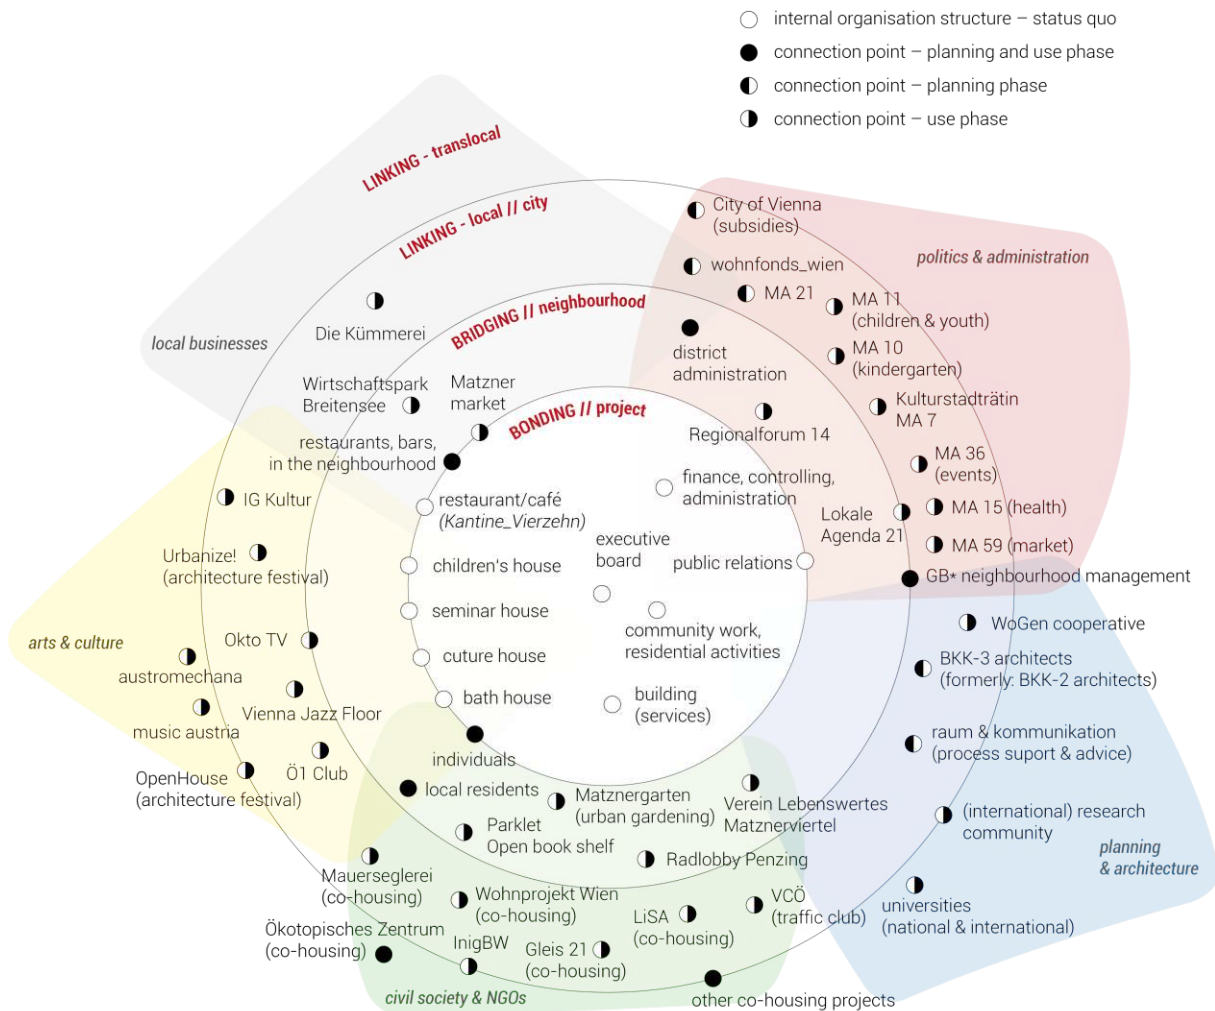 internal organisation structure – status quo
connection point – planning and use phase
connection point – planning phase
connection point – use phase
LINKING - translocal
LINKING - local // city
BRIDGING // neighbourhood
BONDING // project
City of Vienna
(subsidies)
politics & administration
wohnfonds_wien
MA 21
MA 11
(children & youth)
district
administration
MA 10
(kindergarten)
Kulturstadträtin
MA 7
Regionalforum 14
MA 36
(events)
Lokale
Agenda 21
MA 15 (health)
MA 59 (market)
GB* neighbourhood management
local businesses
Die Kümmerei
Wirtschaftspark
Breitensee
Matzner
market
restaurants, bars,
in the neighbourhood
restaurant/café
(Kantine_Vierzehn)
children's house
seminar house
cuture house
bath house
finance, controlling,
administration
executive
board
public relations
community work,
residential activities
building
(services)
IG Kultur
Urbanize!
(architecture festival)
arts & culture
Okto TV
austromechana
Vienna Jazz Floor
music austria
OpenHouse
(architecture festival)
Ö1 Club
individuals
local residents
Matznergarten
(urban gardening)
Parklet
Open book shelf
Verein Lebenswertes
Matznerviertel
Radlobby Penzing
Mauerseglerei
(co-housing)
Wohnprojekt Wien
(co-housing)
VCÖ
(traffic club)
LiSA
(co-housing)
Ökotopisches Zentrum
(co-housing)
InigBW
Gleis 21
(co-housing)
civil society & NGOs
other co-housing projects
WoGen cooperative
BKK-3 architects
(formerly: BKK-2 architects)
raum & kommunikation
(process suport & advice)
(international) research
community
planning
& architecture
universities
(national & international)